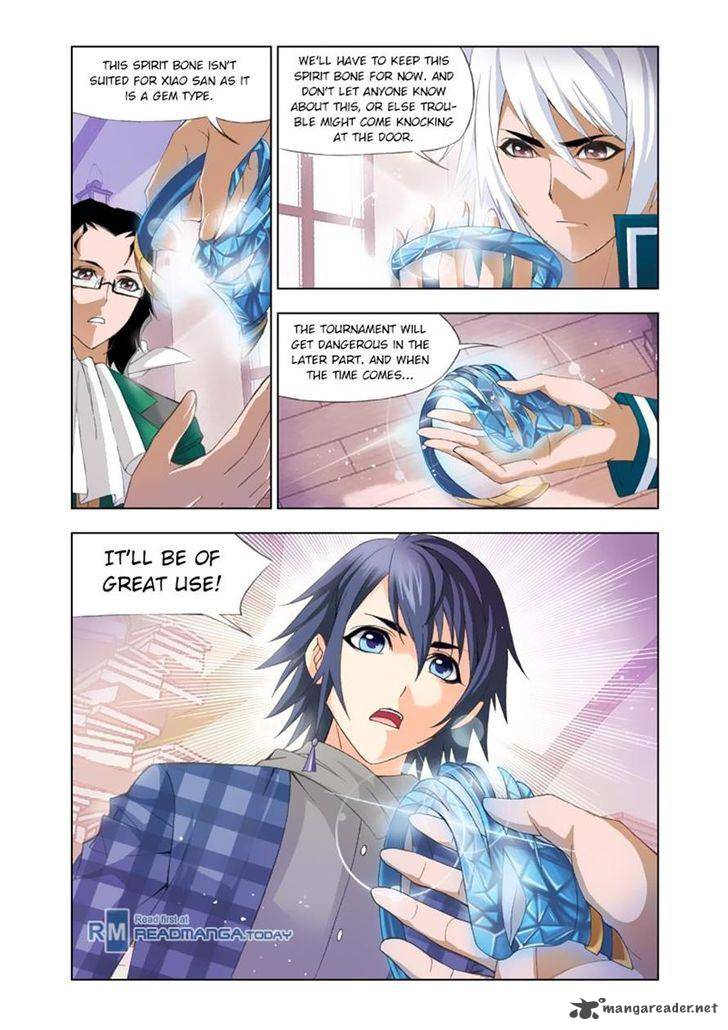 THIS SPIRIT BONE ISN'T
SUITED FOR XIAO SAN AS IT
IS A GEM TYPE.
WE'LL HAVE TO KEEP THIS
SPIRIT BONE FOR NOW. AND
DON'T LET ANYONE KNOW
ABOUT THIS, OR ELSE TROU-
BLE MIGHT COME KNOCKING
AT THE DOOR.
THE TOURNAMENT WILL
GET DANGEROUS IN THE
LATER PART. AND WHEN
THE TIME COMES...
IT'LL BE OF
GREAT USE!
RM
Read first at
READMANGA.TODAY
mangareader.net